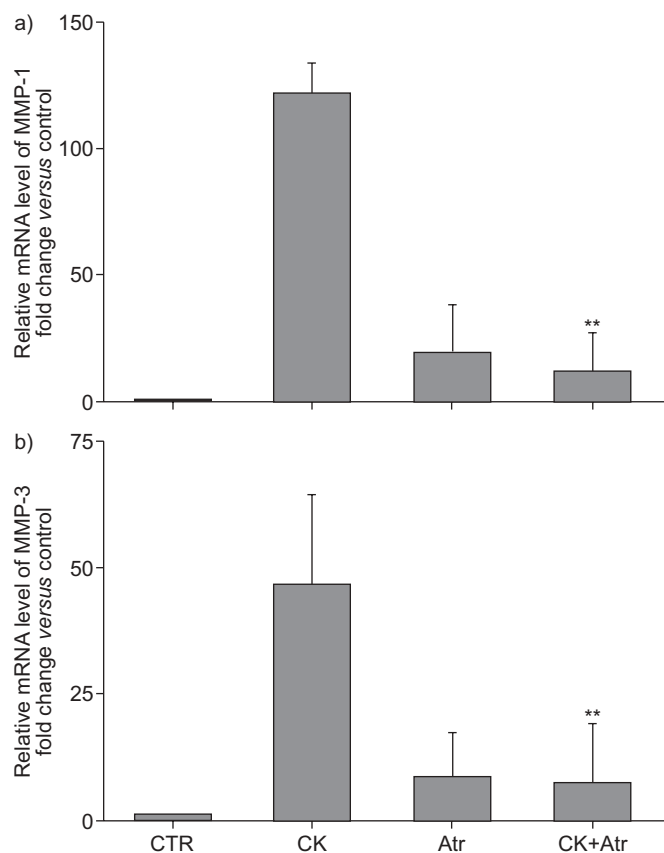 a)
Relative mRNA level of MMP-1
fold change versus control
150
100
50
0
**
b)
Relative mRNA level of MMP-3
fold change versus control
75
50
25
0
**
CTR CK Atr CK+Atr